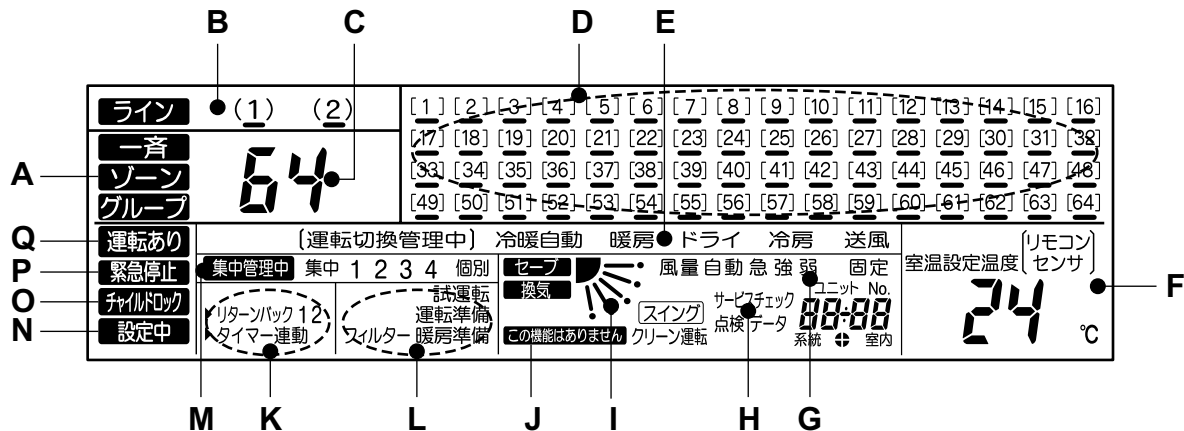 B C D E
ライン (1) (2)
[1] [2] [3] [4] [5] [6] [7] [8] [9] [10] [11] [12] [13] [14] [15] [16]
[17] [18] [19] [20] [21] [22] [23] [24] [25] [26] [27] [28] [29] [30] [31] [32]
[33] [34] [35] [36] [37] [38] [39] [40] [41] [42] [43] [44] [45] [46] [47] [48]
[49] [50] [51] [52] [53] [54] [55] [56] [57] [58] [59] [60] [61] [62] [63] [64]
一斉
A ゾーン 64
グループ
Q 運転あり
〔運転切換管理中〕 冷暖自動 暖房 ドライ 冷房 送風
P 緊急停止
集中管理中 集中 1 2 3 4 個別
O チャイルドロック
N 設定中
リターンバック 12
タイマー連動
試運転
運転準備
フィルター 暖房準備
セーブ
換気
この機能はありません
スイング
クリーン運転
風量 自動 急 強 弱 固定
サービスチェック
点検 データ
ユニット No.
88:88
系統 室内
室温設定温度
リモコン
センサ
24 ℃
F
M K L J I H G